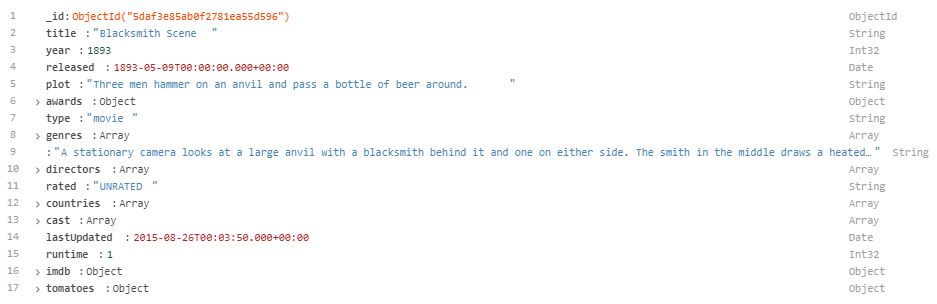 1 _id: ObjectId("5daf3e85ab0f2781ea55d596") ObjectId
2 title : "Blacksmith Scene " String
3 year : 1893 Int32
4 released : 1893-05-09T00:00:00.000+00:00 Date
5 plot : "Three men hammer on an anvil and pass a bottle of beer around. " String
6 > awards : Object Object
7 type : "movie " String
8 > genres : Array Array
9 : "A stationary camera looks at a large anvil with a blacksmith behind it and one on either side. The smith in the middle draws a heated…" String
10 > directors : Array Array
11 rated : "UNRATED " String
12 > countries : Array Array
13 > cast : Array Array
14 lastUpdated : 2015-08-26T00:03:50.000+00:00 Date
15 runtime : 1 Int32
16 > imdb : Object Object
17 > tomatoes : Object Object